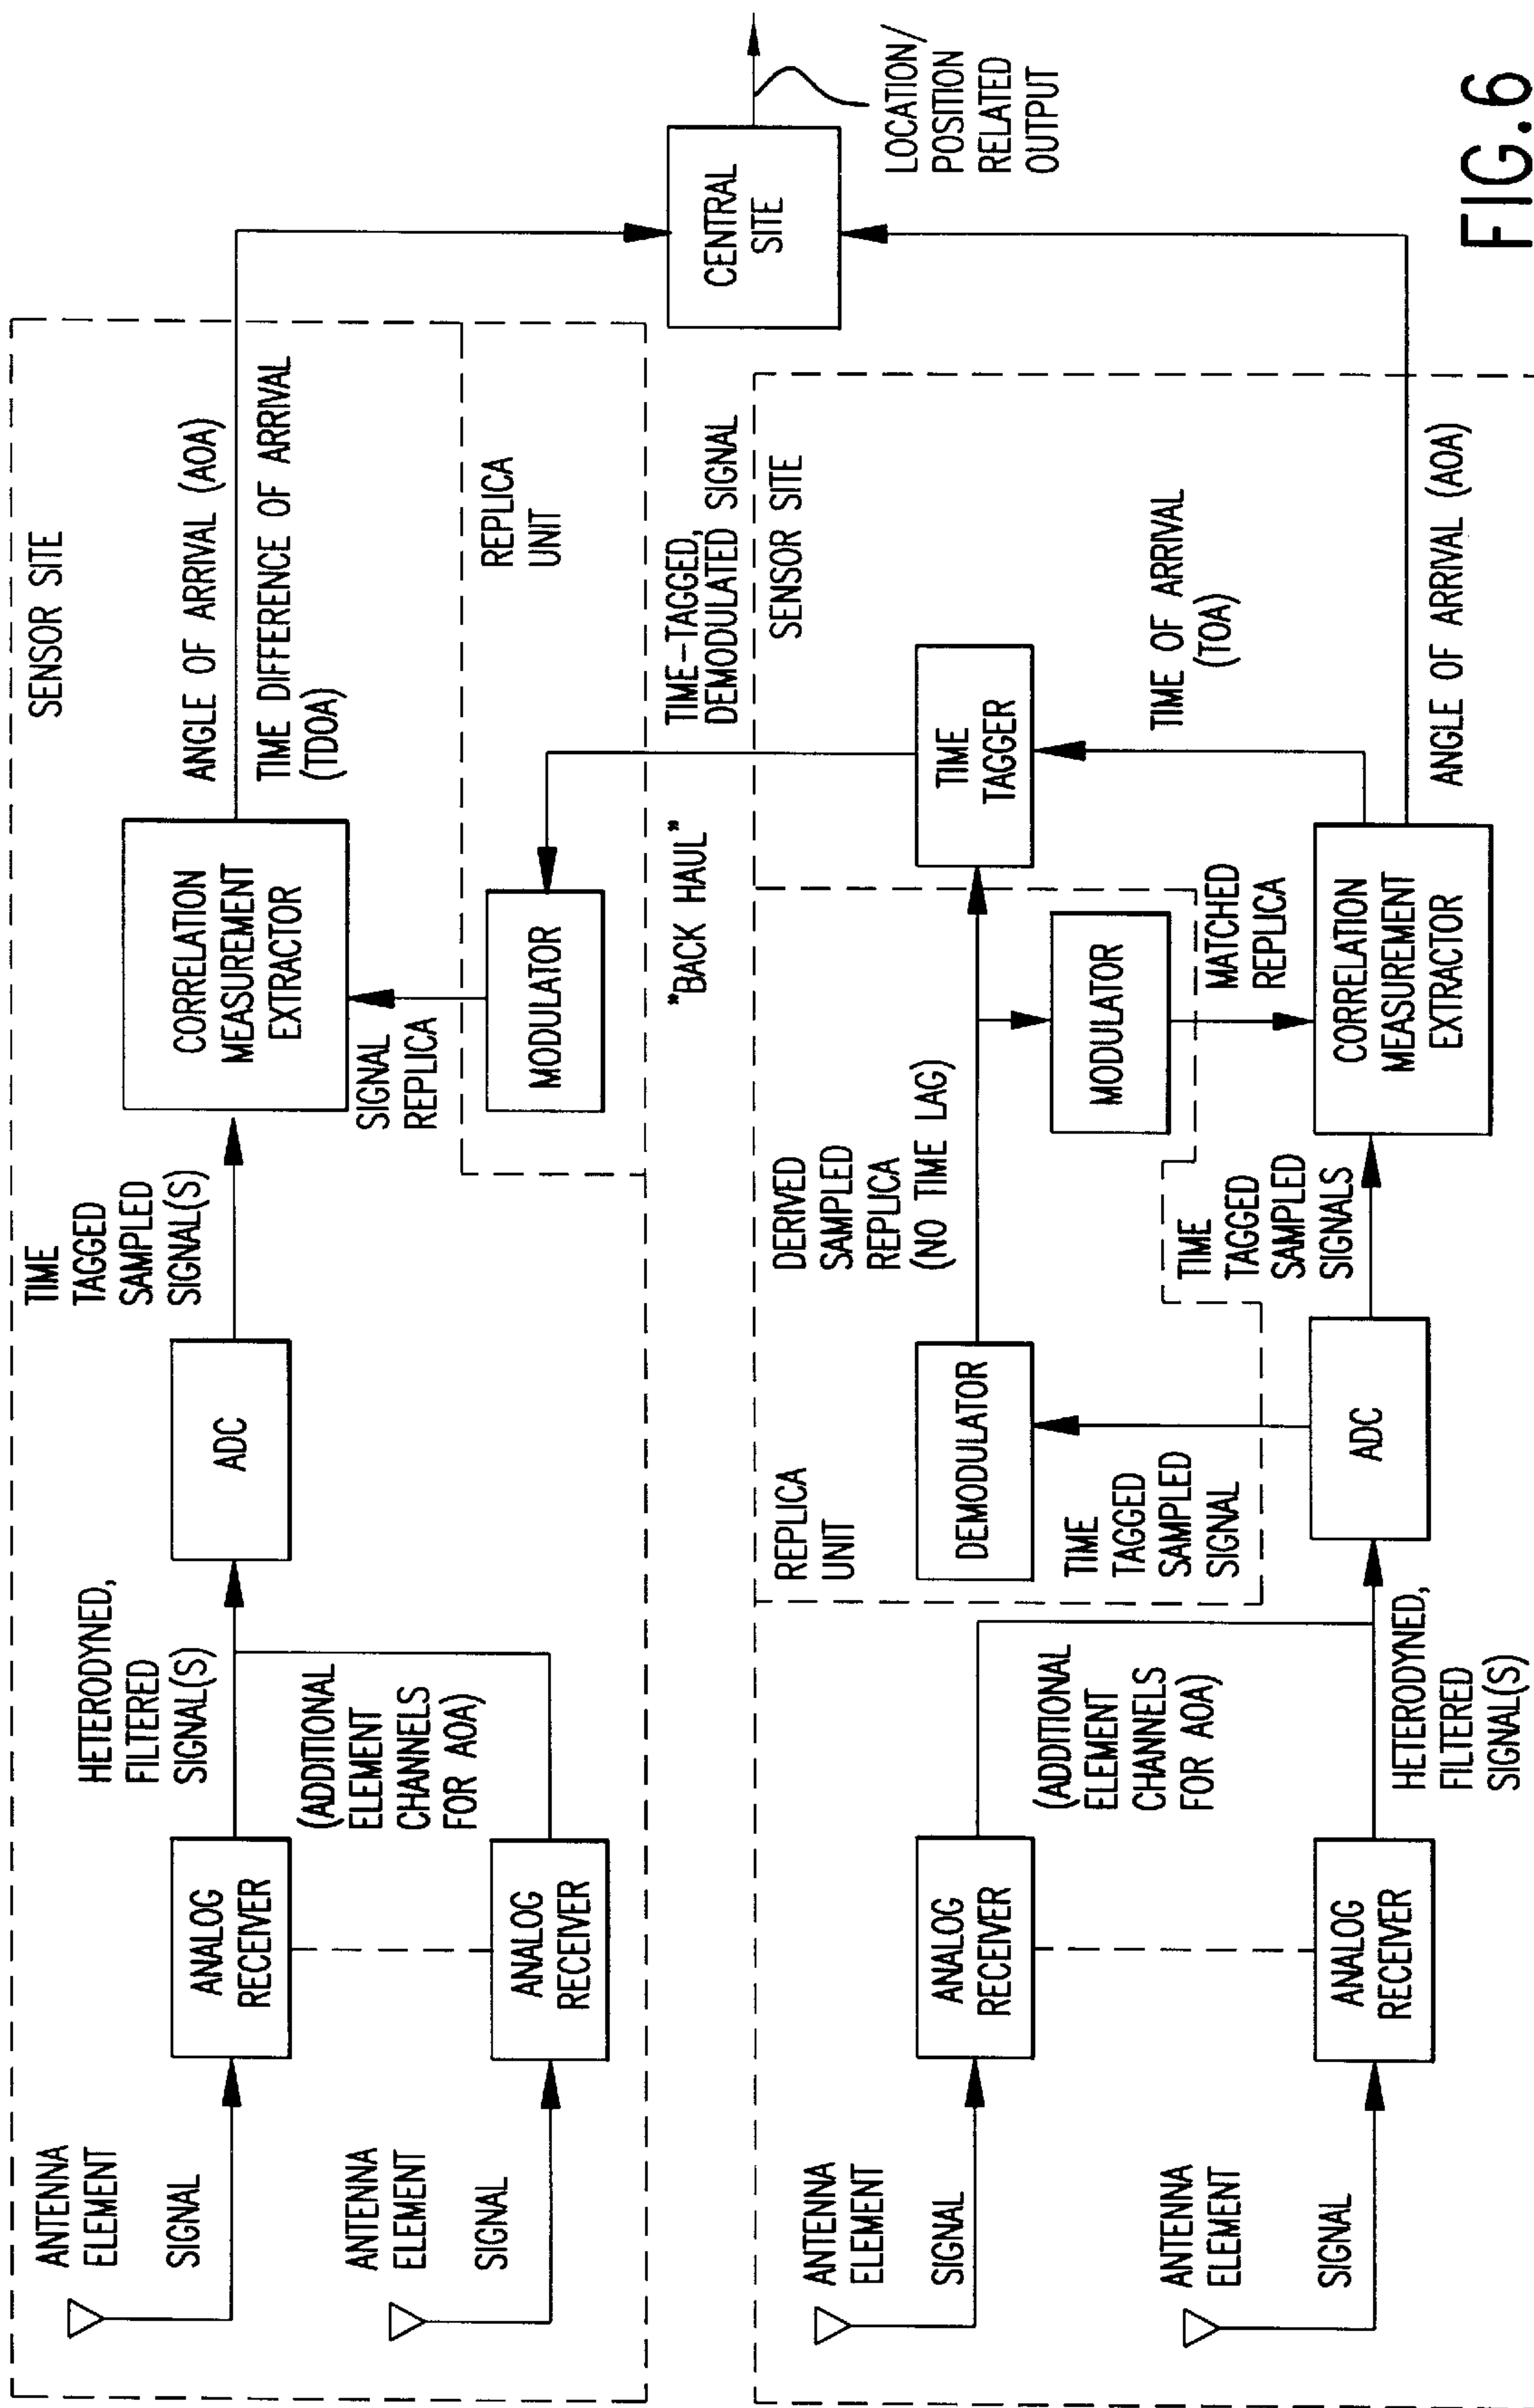 SENSOR SITE
ANTENNA
ELEMENT
SIGNAL
ANALOG
RECEIVER
HETERODYNED,
FILTERED
SIGNAL(S)
ADC
TIME
TAGGED
SAMPLED
SIGNAL(S)
CORRELATION
MEASUREMENT
EXTRACTOR
ANGLE OF ARRIVAL (AOA)
TIME DIFFERENCE OF ARRIVAL
(TDOA)
ANTENNA
ELEMENT
SIGNAL
ANALOG
RECEIVER
(ADDITIONAL
ELEMENT
CHANNELS
FOR AOA)
SIGNAL
REPLICA
MODULATOR
REPLICA
UNIT
"BACK HAUL"
TIME-TAGGED,
DEMODULATED SIGNAL
CENTRAL
SITE
LOCATION/
POSITION
RELATED
OUTPUT
SENSOR SITE
ANTENNA
ELEMENT
SIGNAL
ANALOG
RECEIVER
(ADDITIONAL
ELEMENT
CHANNELS
FOR AOA)
REPLICA
UNIT
DEMODULATOR
DERIVED
SAMPLED
REPLICA
(NO TIME LAG)
MODULATOR
TIME
TAGGER
TIME
TAGGED
SAMPLED
SIGNAL
TIME
TAGGED
SAMPLED
SIGNALS
MATCHED
REPLICA
TIME OF ARRIVAL
(TOA)
ANTENNA
ELEMENT
SIGNAL
ANALOG
RECEIVER
HETERODYNED,
FILTERED
SIGNAL(S)
ADC
CORRELATION
MEASUREMENT
EXTRACTOR
ANGLE OF ARRIVAL (AOA)
FIG.6